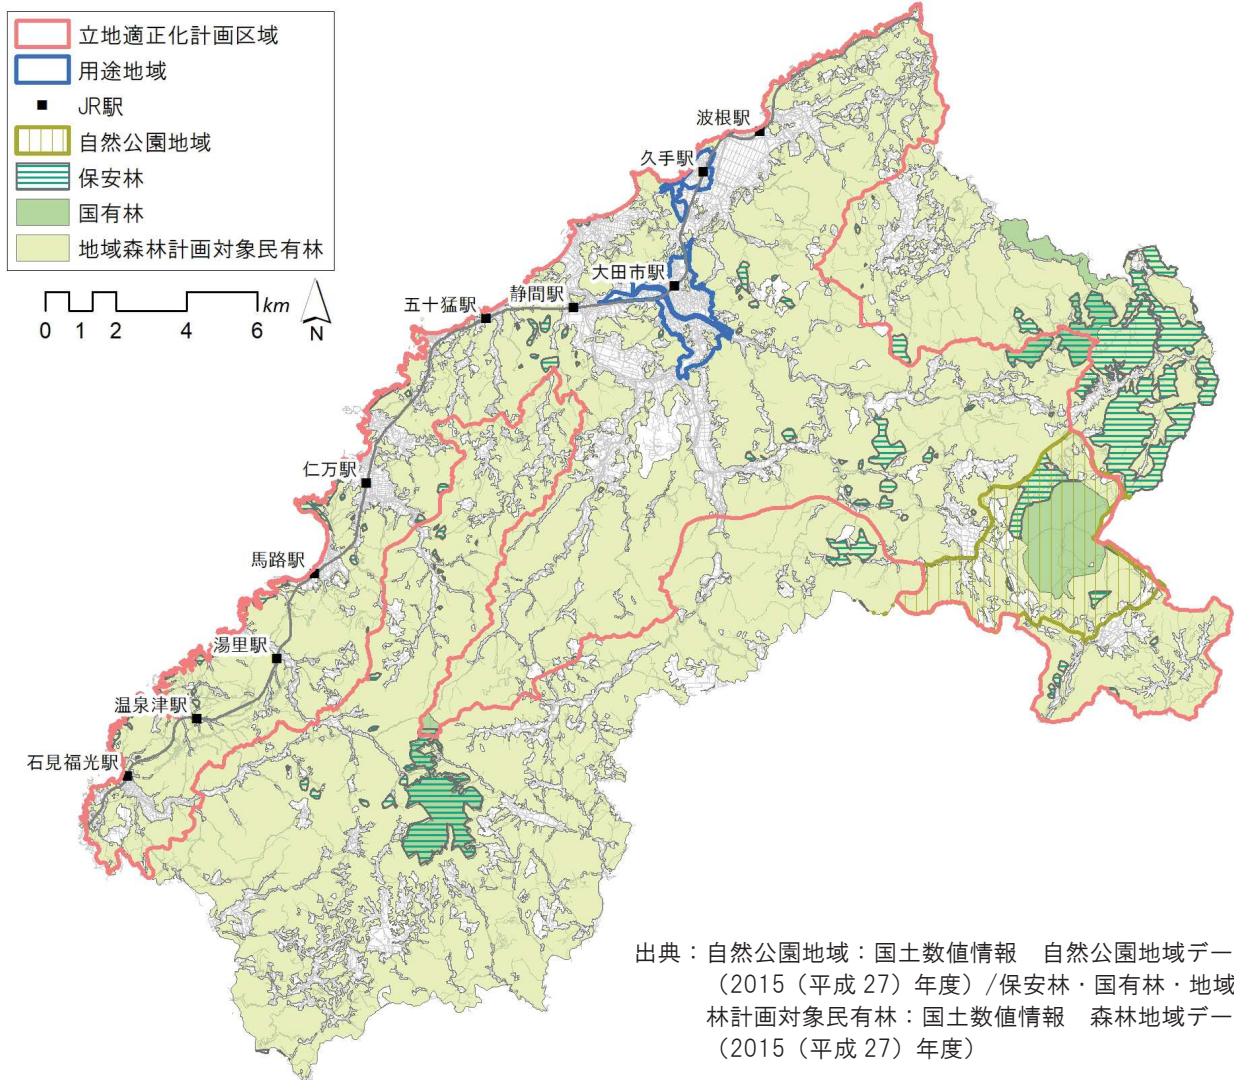 立地適正化計画区域
用途地域
JR駅
自然公園地域
保安林
国有林
地域森林計画対象民有林
0 1 2 4 6 km
N
波根駅
久手駅
大田市駅
静間駅
五十猛駅
仁万駅
馬路駅
湯里駅
温泉津駅
石見福光駅
出典：自然公園地域：国土数値情報　自然公園地域デー
（2015（平成 27）年度）/保安林・国有林・地域
林計画対象民有林：国土数値情報　森林地域デー
（2015（平成 27）年度）